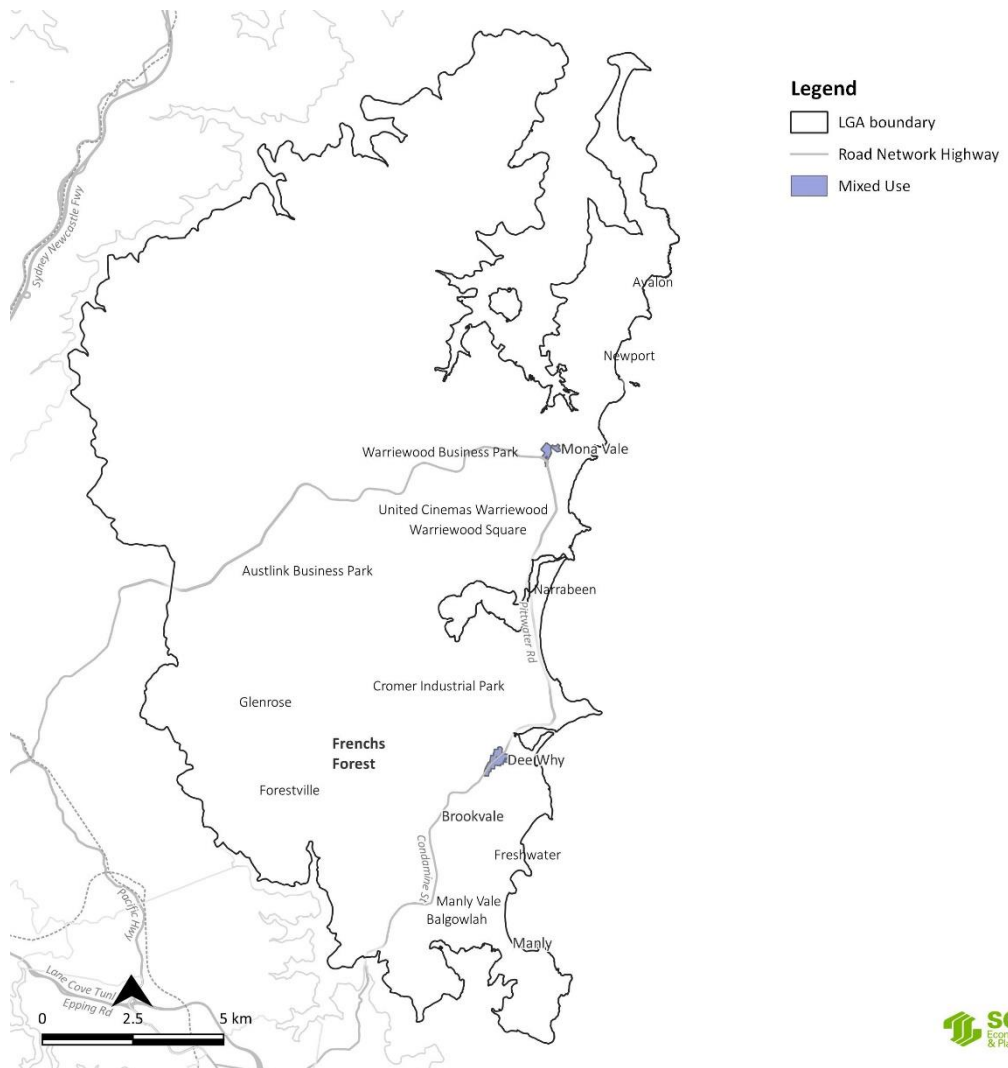 Legend
LGA boundary
Road Network Highway
Mixed Use
Sydney Newcastle Fwy
Avalon
Newport
Mona Vale
Warriewood Business Park
United Cinemas Warriewood
Warriewood Square
Austlink Business Park
Narrabeen
Pittwater Rd
Cromer Industrial Park
Glenrose
Frenchs
Forest
Dee Why
Forestville
Brookvale
Condamine St
Freshwater
Manly Vale
Balgowlah
Manly
Pacific Hwy
Lane Cove Tunl
Epping Rd
0 2.5 5 km